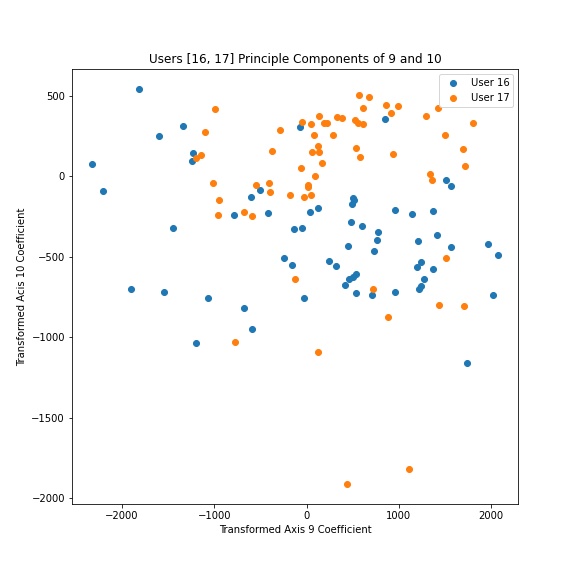 Users [16, 17] Principle Components of 9 and 10
User 16
User 17
500
0
−500
−1000
−1500
−2000
Transformed Acis 10 Coefficient
−2000
−1000
0
1000
2000
Transformed Axis 9 Coefficient